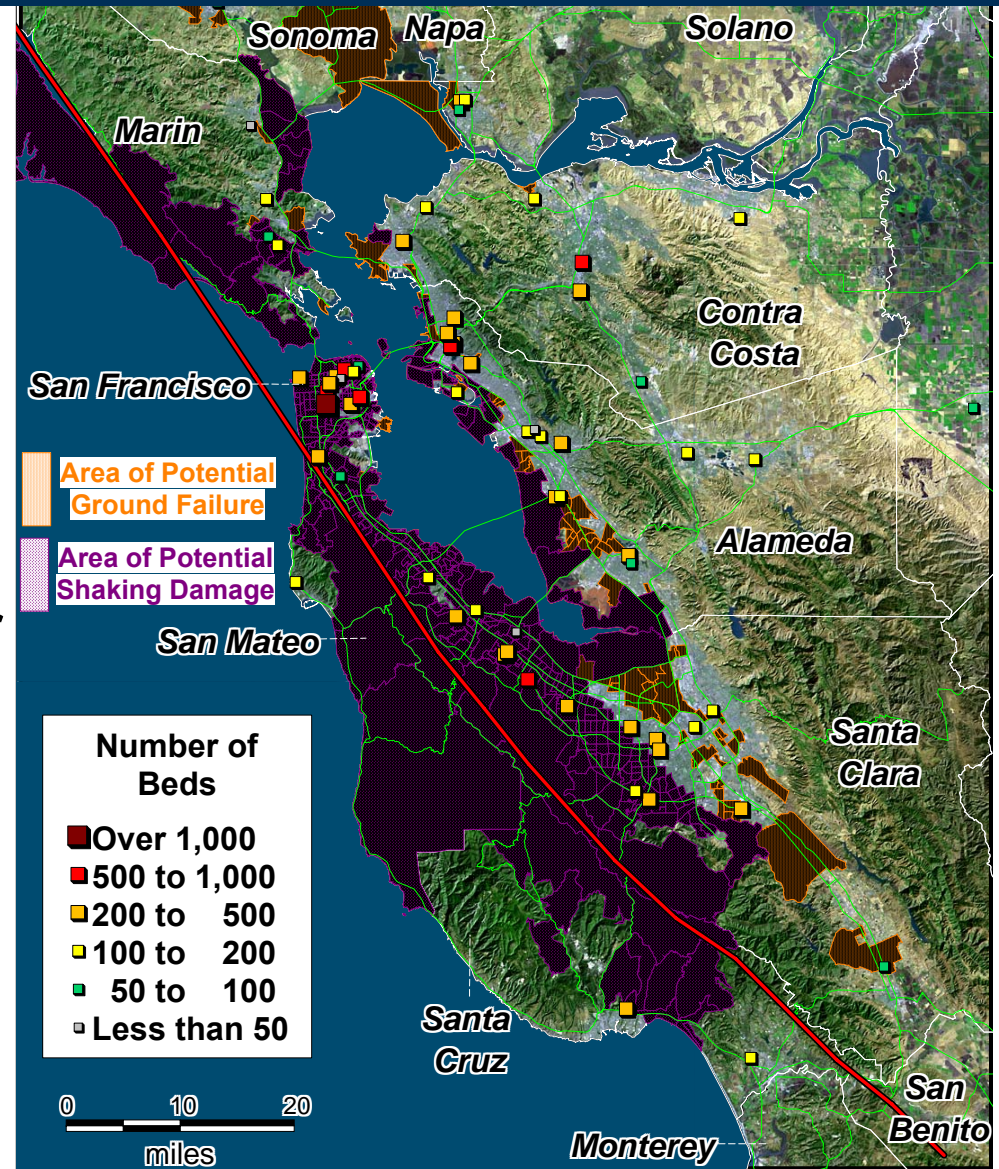 Sonoma
Napa
Solano
Marin
Contra
Costa
San Francisco
Area of Potential
Ground Failure
Area of Potential
Shaking Damage
Alameda
San Mateo
Number of
Beds
Over 1,000
500 to 1,000
200 to 500
100 to 200
50 to 100
Less than 50
Santa
Clara
Santa
Cruz
San
Benito
Monterey
0 10 20
miles